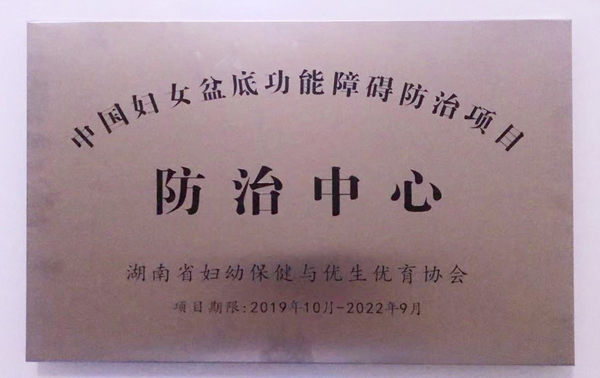 中国妇女盆底功能障碍防治项目
防治中心
湖南省妇幼保健与优生优育协会
项目期限:2019年10月-2022年9月